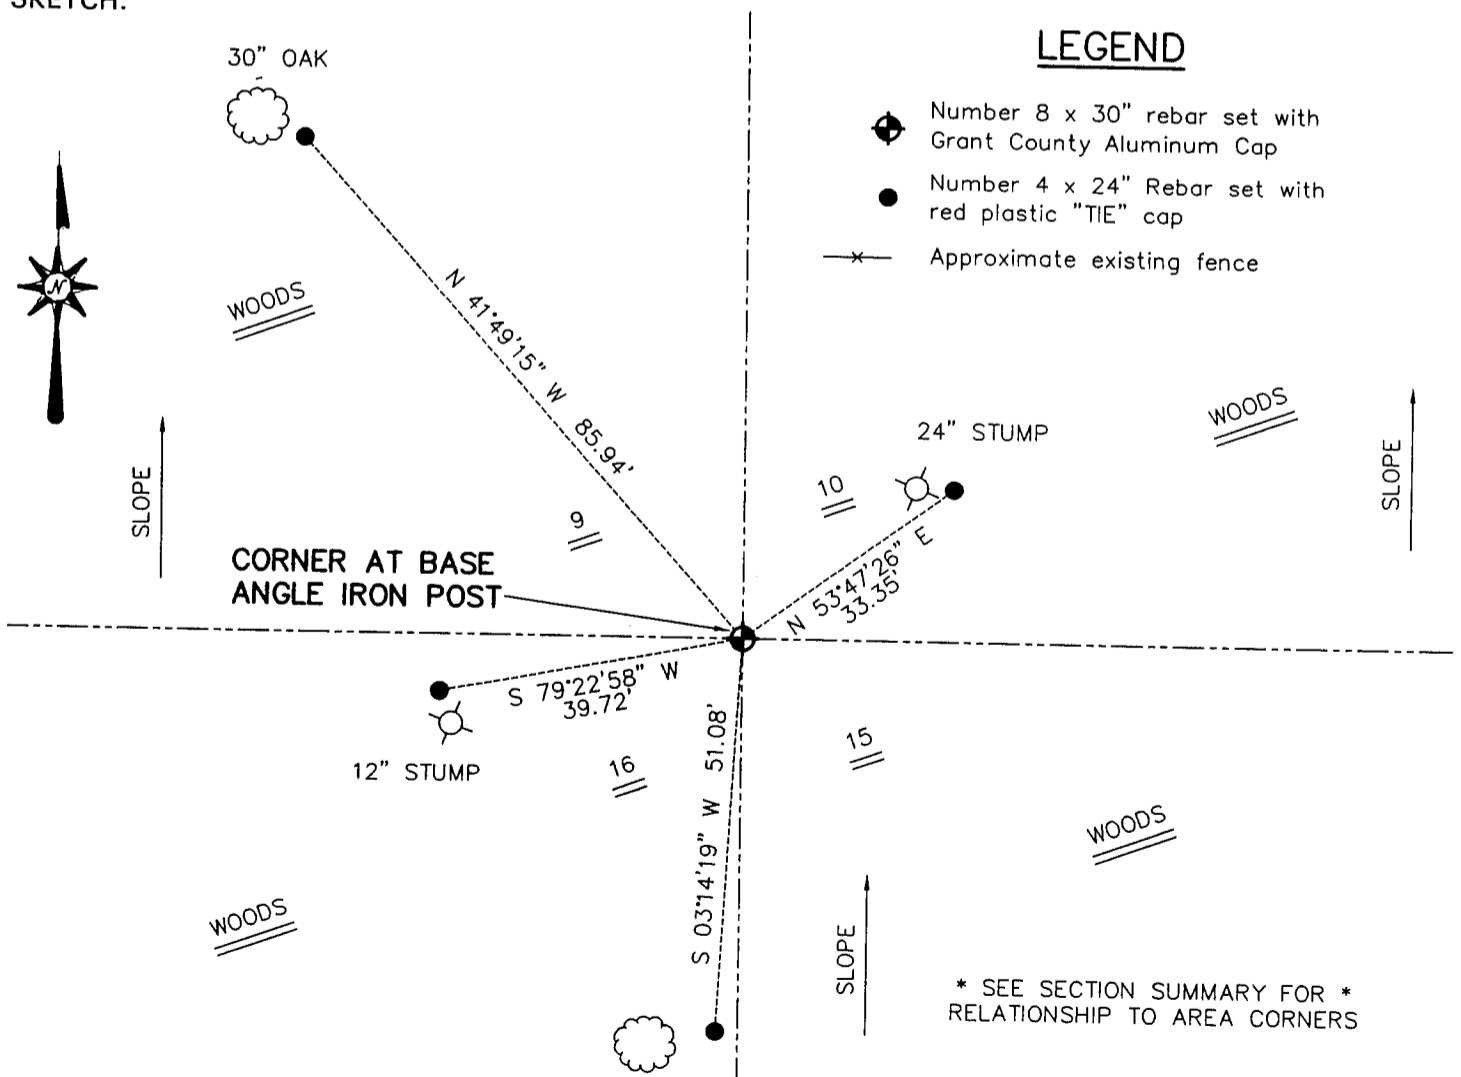 SKETCH:
30" OAK
LEGEND
Number 8 x 30" rebar set with
Grant County Aluminum Cap
Number 4 x 24" Rebar set with
red plastic "TIE" cap
Approximate existing fence
N
WOODS
N 41°49'15" W 85.94'
WOODS
24" STUMP
SLOPE
SLOPE
10
9
CORNER AT BASE
ANGLE IRON POST
N 53°47'26" E
33.35'
S 79°22'58" W
39.72'
12" STUMP
16
15
S 03°14'19" W 51.08'
WOODS
WOODS
SLOPE
* SEE SECTION SUMMARY FOR *
RELATIONSHIP TO AREA CORNERS